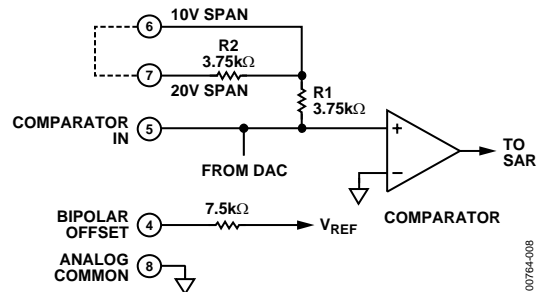 10V SPAN
6
R2
3.75kΩ
7
20V SPAN
R1
3.75kΩ
COMPARATOR
IN
5
+
TO
SAR
FROM DAC
–
COMPARATOR
BIPOLAR
OFFSET
4
7.5kΩ
VREF
ANALOG
COMMON
8
00764-008